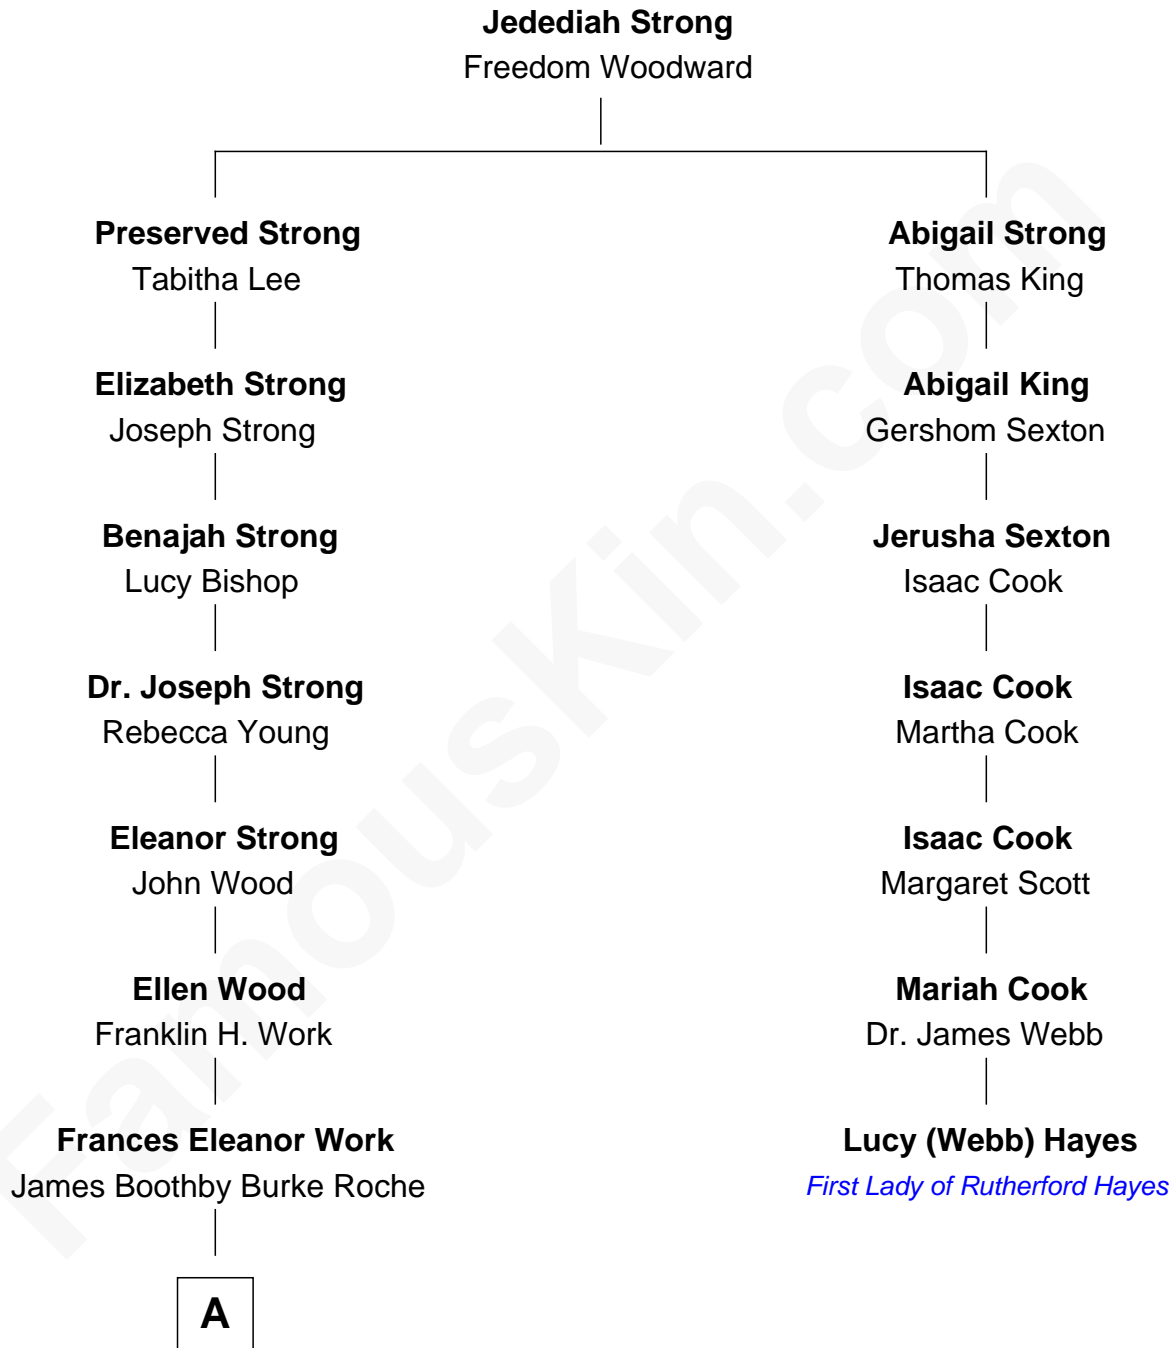 Jedediah Strong
Freedom Woodward
Preserved Strong
Tabitha Lee
Abigail Strong
Thomas King
Elizabeth Strong
Joseph Strong
Abigail King
Gershom Sexton
Benajah Strong
Lucy Bishop
Jerusha Sexton
Isaac Cook
Dr. Joseph Strong
Rebecca Young
Isaac Cook
Martha Cook
Eleanor Strong
John Wood
Isaac Cook
Margaret Scott
Ellen Wood
Franklin H. Work
Mariah Cook
Dr. James Webb
Frances Eleanor Work
James Boothby Burke Roche
Lucy (Webb) Hayes
First Lady of Rutherford Hayes
A
FamousKin.com